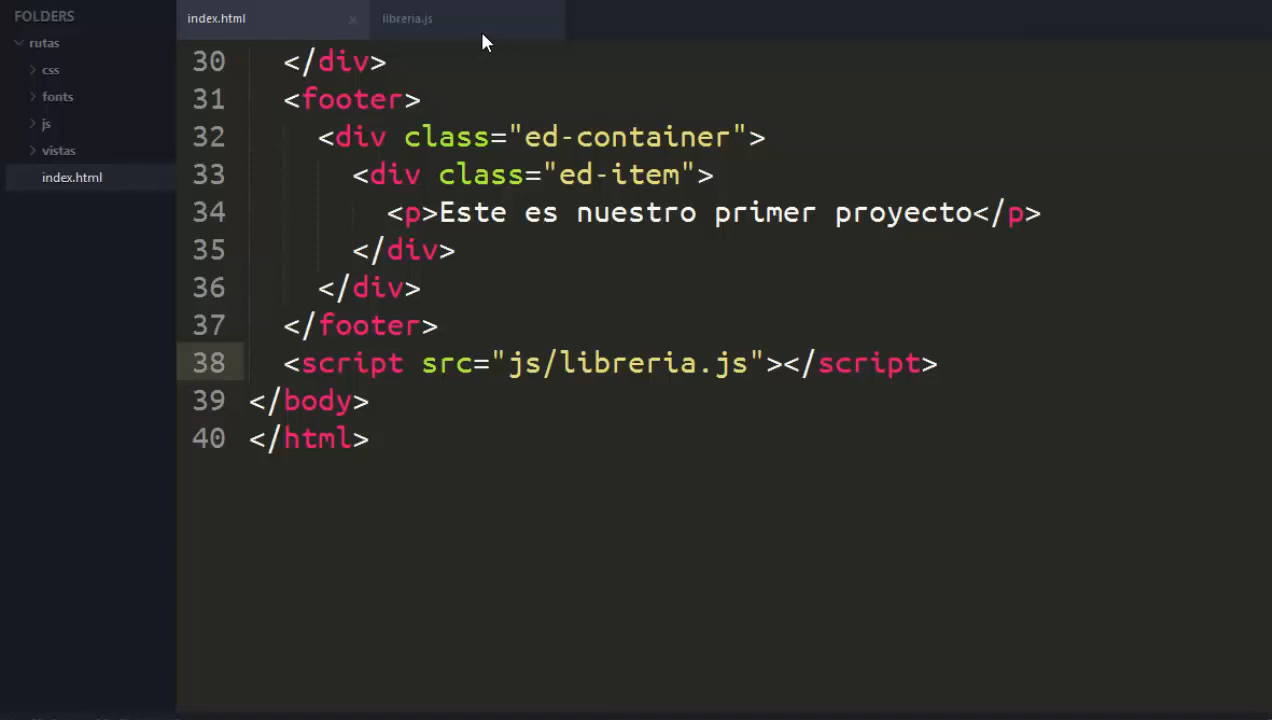 FOLDERS
rutas
css
fonts
js
vistas
index.html
index.html × libreria.js
30 </div>
31 <footer>
32 <div class="ed-container">
33 <div class="ed-item">
34 <p>Este es nuestro primer proyecto</p>
35 </div>
36 </div>
37 </footer>
38 <script src="js/libreria.js"></script>
39 </body>
40 </html>